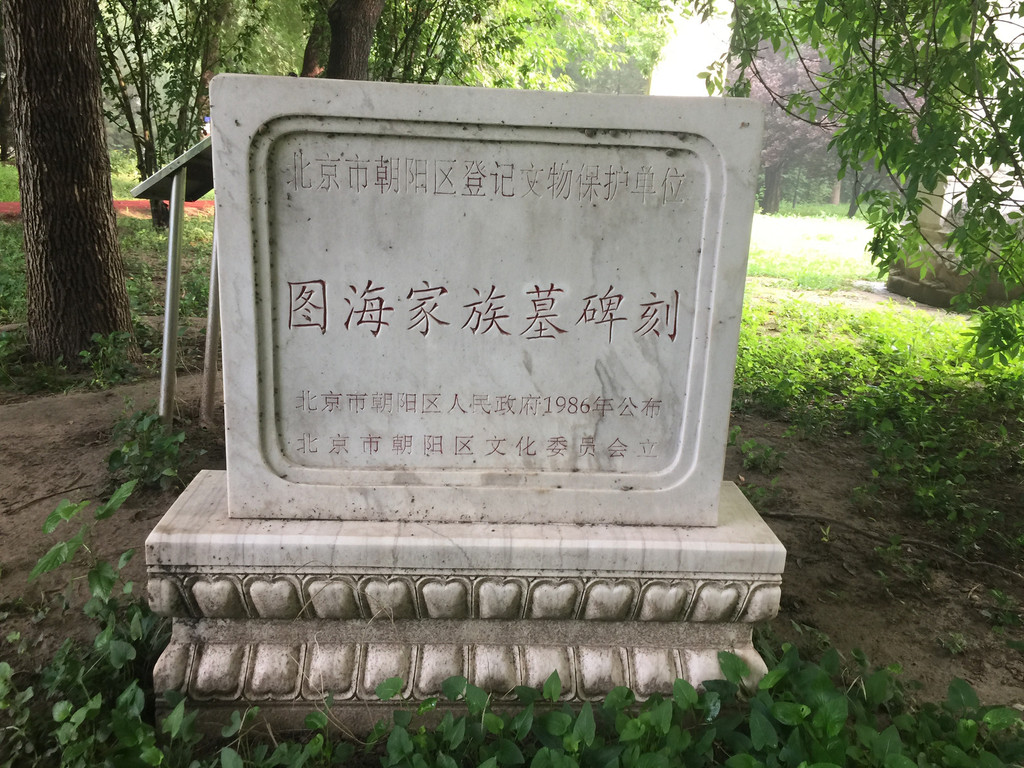 北京市朝阳区登记文物保护单位
图海家族墓碑刻
北京市朝阳区人民政府1986年公布
北京市朝阳区文化委员会立